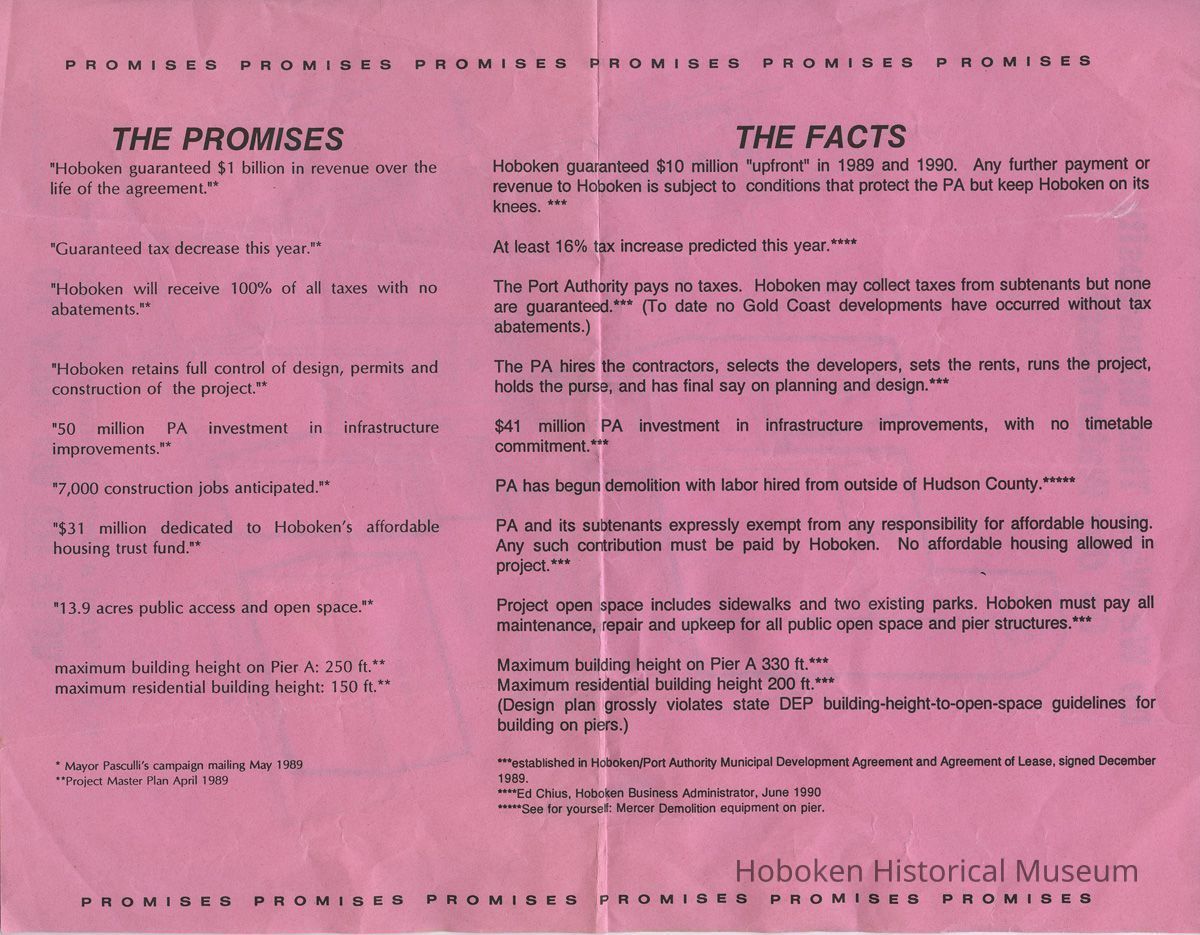 PROMISES PROMISES PROMISES PROMISES PROMISES PROMISES
THE PROMISES
"Hoboken guaranteed $1 billion in revenue over the
life of the agreement."*
"Guaranteed tax decrease this year."*
"Hoboken will receive 100% of all taxes with no
abatements."*
"Hoboken retains full control of design, permits and
construction of the project."*
"50 million PA investment in infrastructure
improvements."*
"7,000 construction jobs anticipated."*
"$31 million dedicated to Hoboken's affordable
housing trust fund."*
"13.9 acres public access and open space."*
maximum building height on Pier A: 250 ft.**
maximum residential building height: 150 ft.**
* Mayor Pasculli's campaign mailing May 1989
**Project Master Plan April 1989
THE FACTS
Hoboken guaranteed $10 million "upfront" in 1989 and 1990. Any further payment or
revenue to Hoboken is subject to conditions that protect the PA but keep Hoboken on its
knees. ***
At least 16% tax increase predicted this year.****
The Port Authority pays no taxes. Hoboken may collect taxes from subtenants but none
are guaranteed.*** (To date no Gold Coast developments have occurred without tax
abatements.)
The PA hires the contractors, selects the developers, sets the rents, runs the project,
holds the purse, and has final say on planning and design.***
$41 million PA investment in infrastructure improvements, with no timetable
commitment.***
PA has begun demolition with labor hired from outside of Hudson County.*****
PA and its subtenants expressly exempt from any responsibility for affordable housing.
Any such contribution must be paid by Hoboken. No affordable housing allowed in
project.***
Project open space includes sidewalks and two existing parks. Hoboken must pay all
maintenance, repair and upkeep for all public open space and pier structures.***
Maximum building height on Pier A 330 ft.***
Maximum residential building height 200 ft.***
(Design plan grossly violates state DEP building-height-to-open-space guidelines for
building on piers.)
***established in Hoboken/Port Authority Municipal Development Agreement and Agreement of Lease, signed December
1989.
****Ed Chius, Hoboken Business Administrator, June 1990
*****See for yourself: Mercer Demolition equipment on pier.
Hoboken Historical Museum
PROMISES PROMISES PROMISES PROMISES PROMISES PROMISES